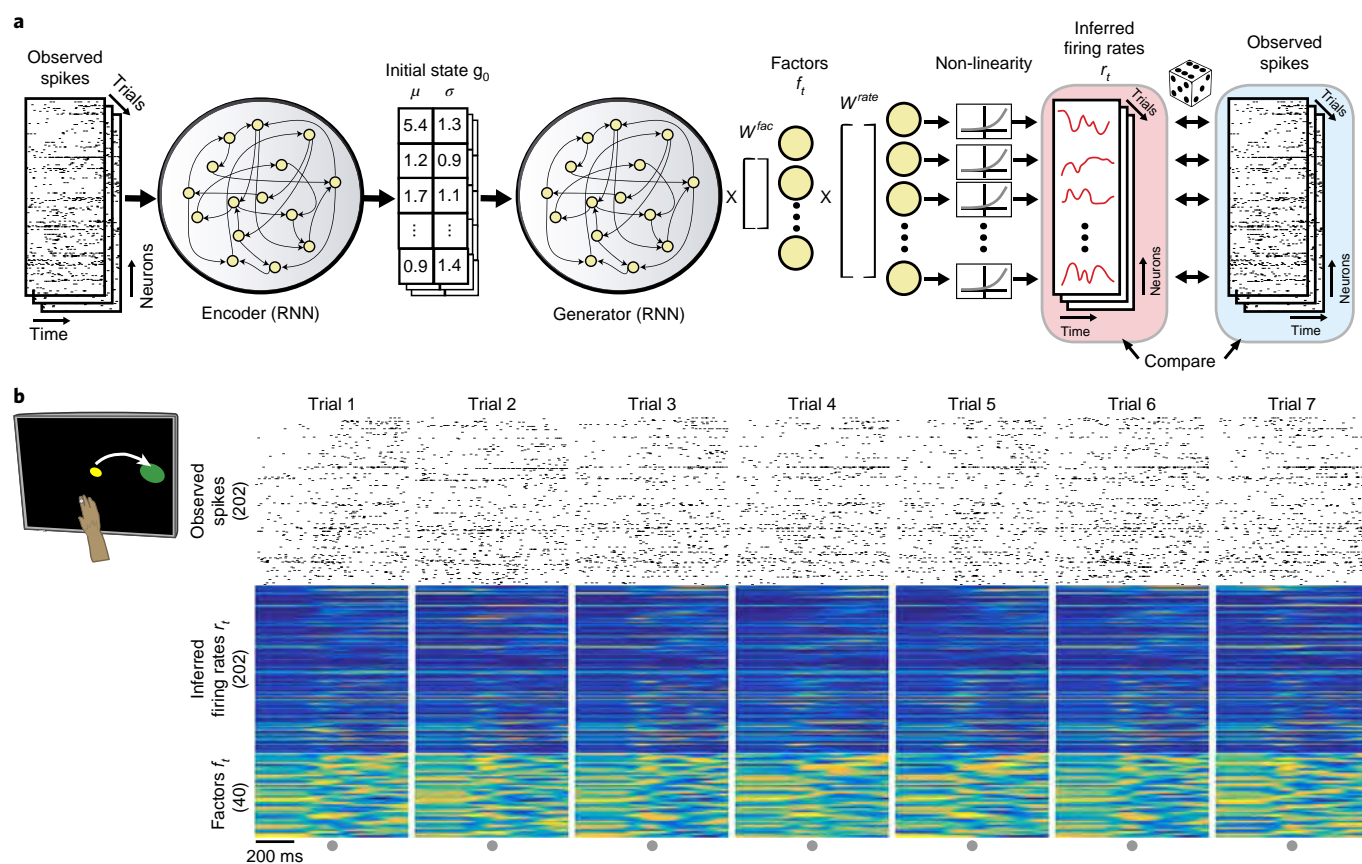 a
Observed
spikes
Trials
Neurons
Time
Encoder (RNN)
Initial state g0
μ σ
5.4 1.3
1.2 0.9
1.7 1.1
⋮ ⋮
0.9 1.4
Generator (RNN)
X
W^fac
Factors
f_t
X
W^rate
Non-linearity
Inferred
firing rates
r_t
Trials
Neurons
Time
Observed
spikes
Trials
Neurons
Time
Compare
b
Trial 1 Trial 2 Trial 3 Trial 4 Trial 5 Trial 6 Trial 7
Observed
spikes
(202)
Inferred
firing rates r_t
(202)
Factors f_t
(40)
200 ms